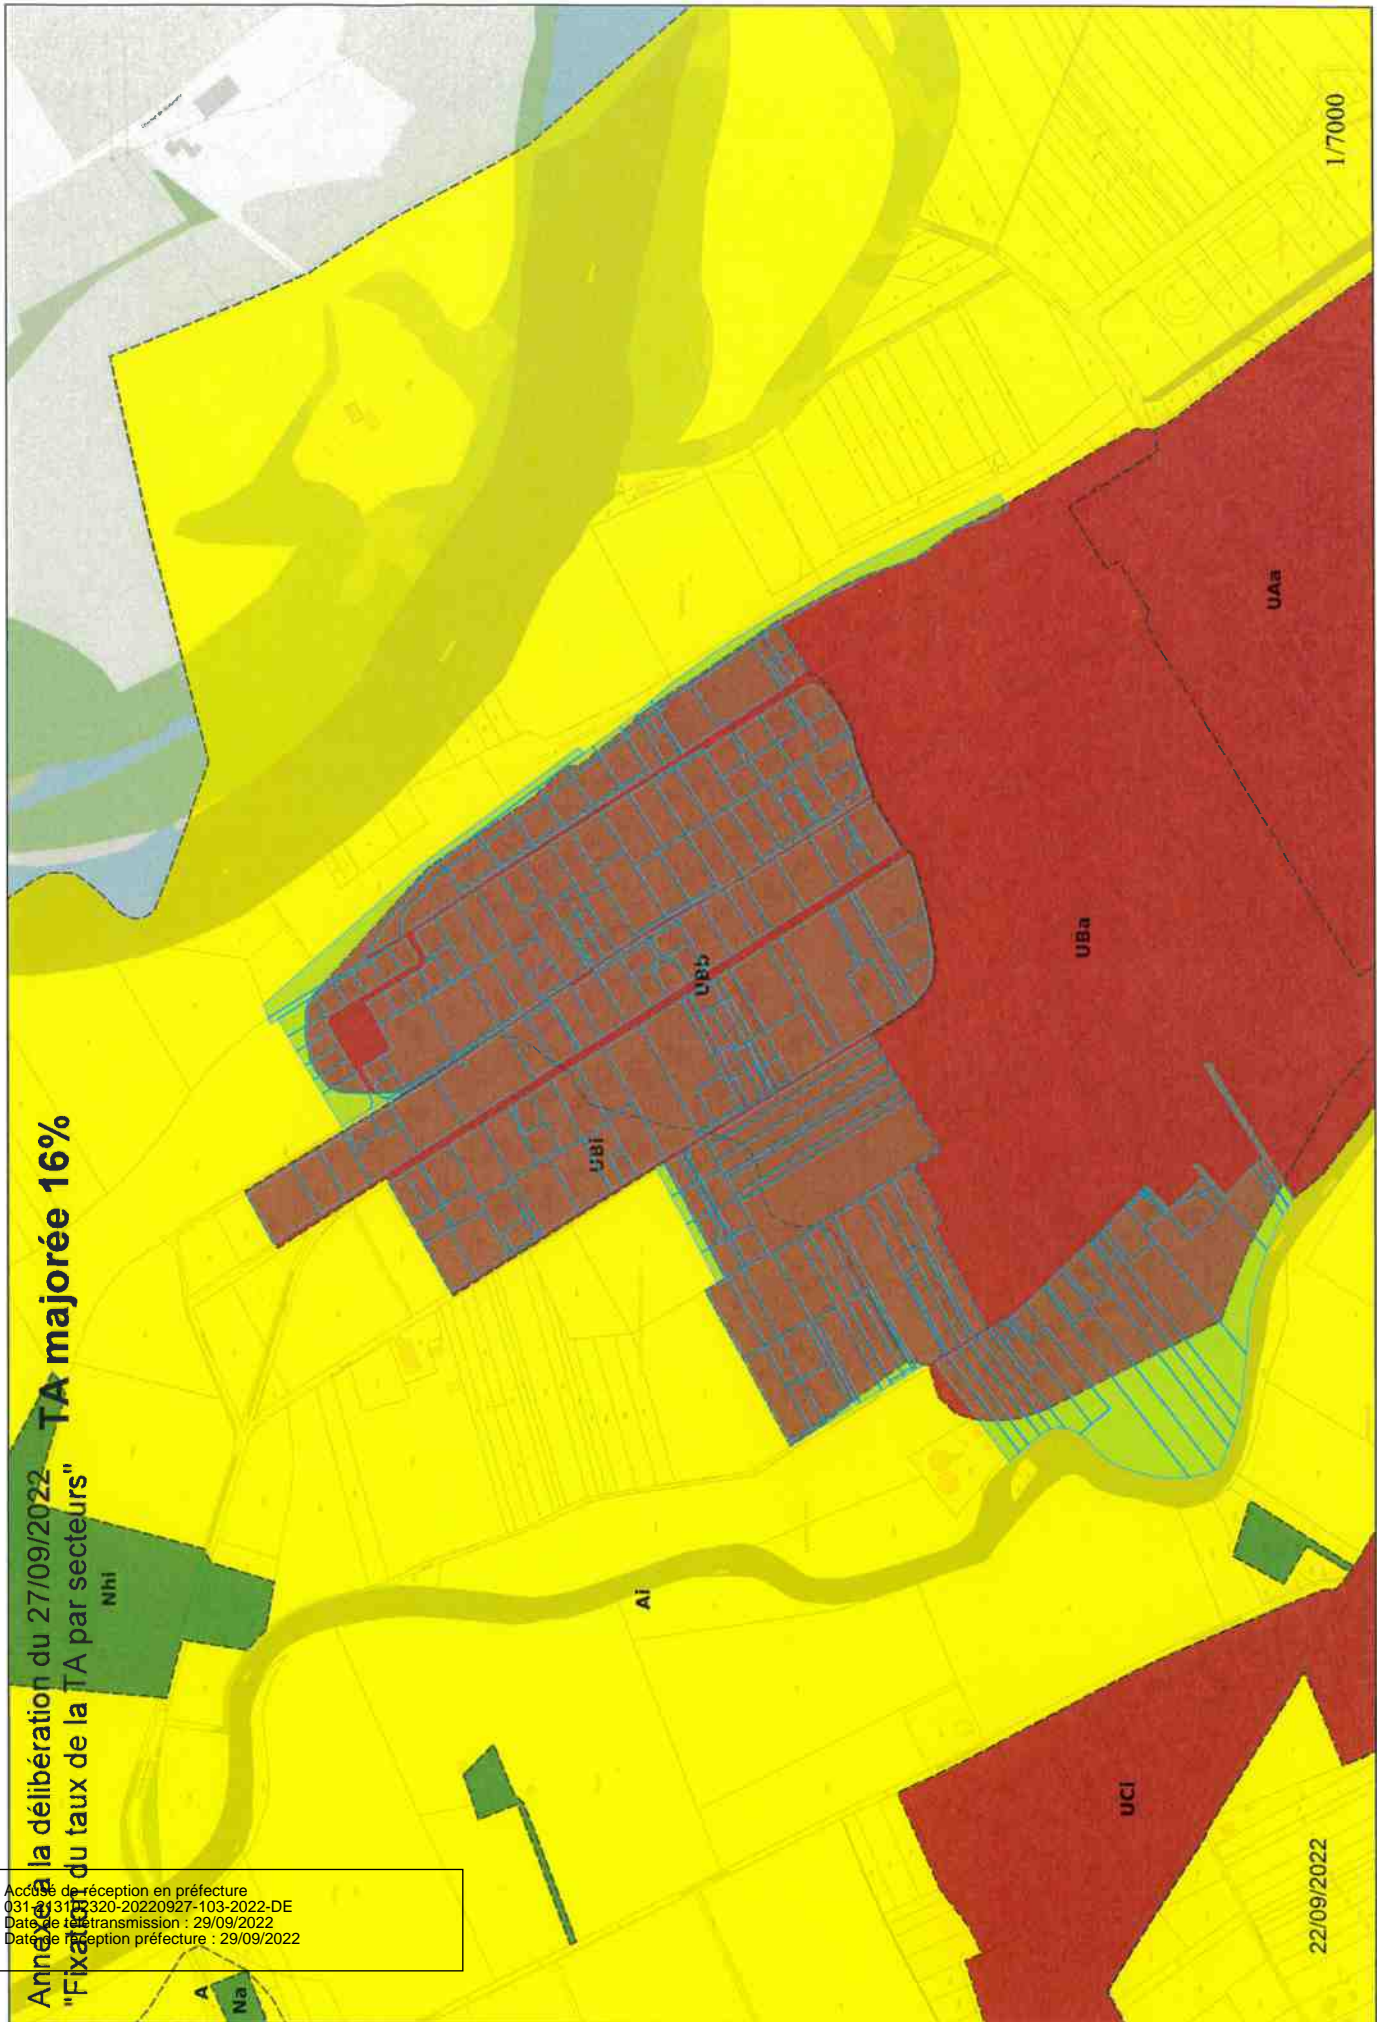 Annexe à la délibération du 27/09/2022 TA majorée 16%
"Fixation du taux de la TA par secteurs"
Nhi
Ai
A
Na
UBi
UBb
UBa
UAa
UCi
22/09/2022
1/7000
Accusé de réception en préfecture
031-213102320-20220927-103-2022-DE
Date de télétransmission : 29/09/2022
Date de réception préfecture : 29/09/2022